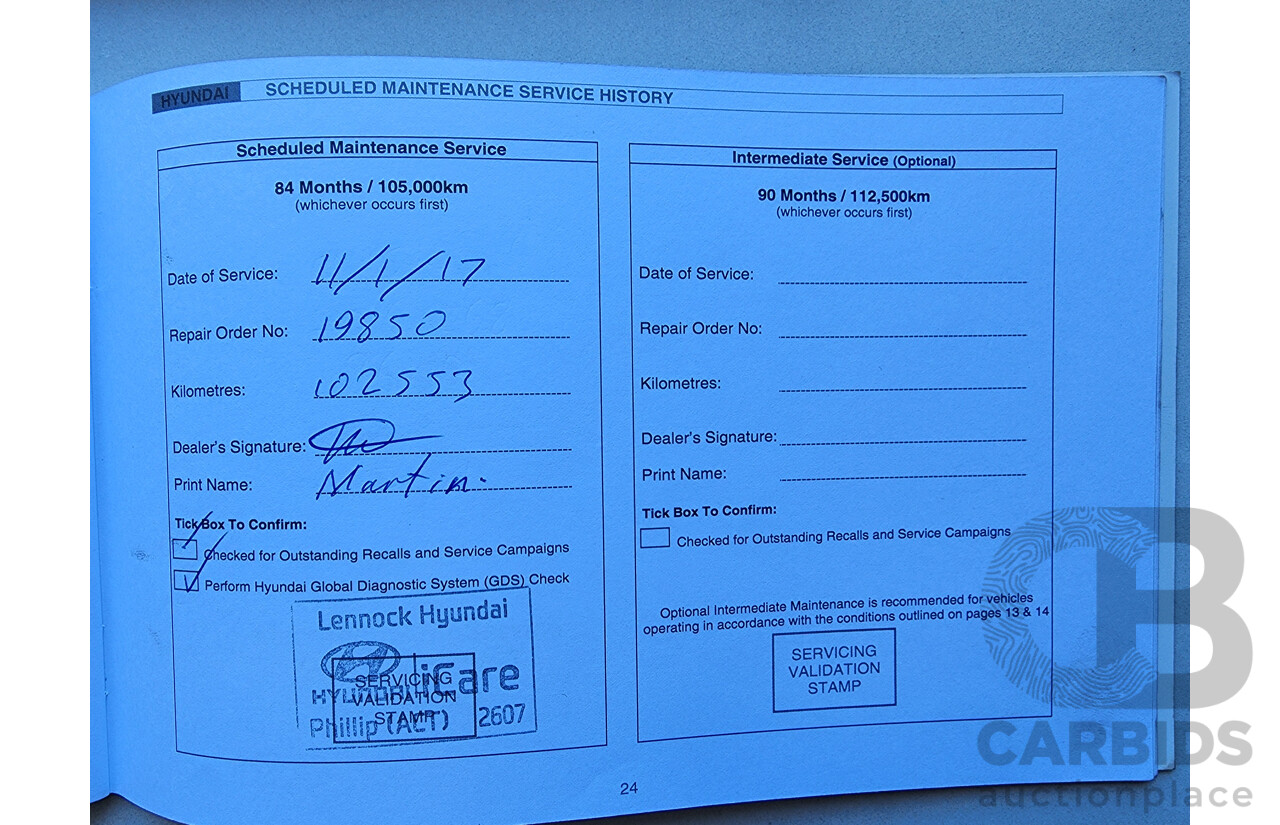 HYUNDAI
SCHEDULED MAINTENANCE SERVICE HISTORY
Scheduled Maintenance Service
84 Months / 105,000km
(whichever occurs first)
Date of Service: 11/1/17
Repair Order No: 19850
Kilometres: 102553
Dealer's Signature:
Print Name: Martin.
Tick Box To Confirm:
Checked for Outstanding Recalls and Service Campaigns
Perform Hyundai Global Diagnostic System (GDS) Check
Lennock Hyundai
HYUNDAI iCare
Phillip (ACT) 2607
SERVICING
VALIDATION
STAMP
Intermediate Service (Optional)
90 Months / 112,500km
(whichever occurs first)
Date of Service:
Repair Order No:
Kilometres:
Dealer's Signature:
Print Name:
Tick Box To Confirm:
Checked for Outstanding Recalls and Service Campaigns
Optional Intermediate Maintenance is recommended for vehicles
operating in accordance with the conditions outlined on pages 13 & 14
SERVICING
VALIDATION
STAMP
24
CB
CARBIDS
auctionplace